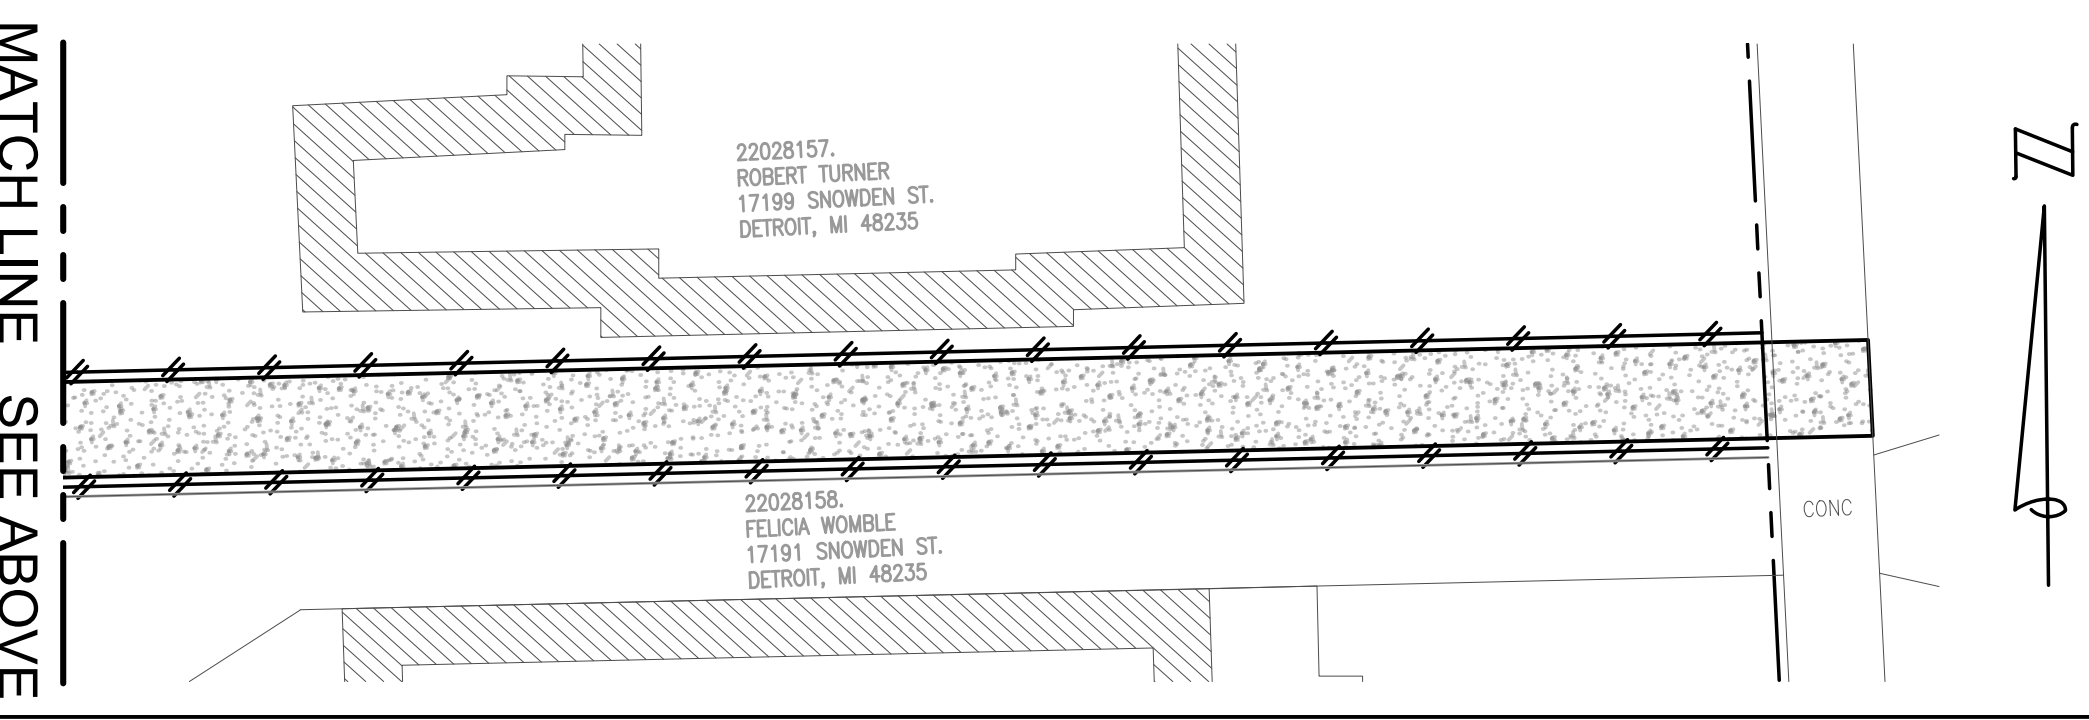 MATCH LINE SEE ABOVE
22028157.
ROBERT TURNER
17199 SNOWDEN ST.
DETROIT, MI 48235
22028158.
FELICIA WOMBLE
17191 SNOWDEN ST.
DETROIT, MI 48235
CONC
Z